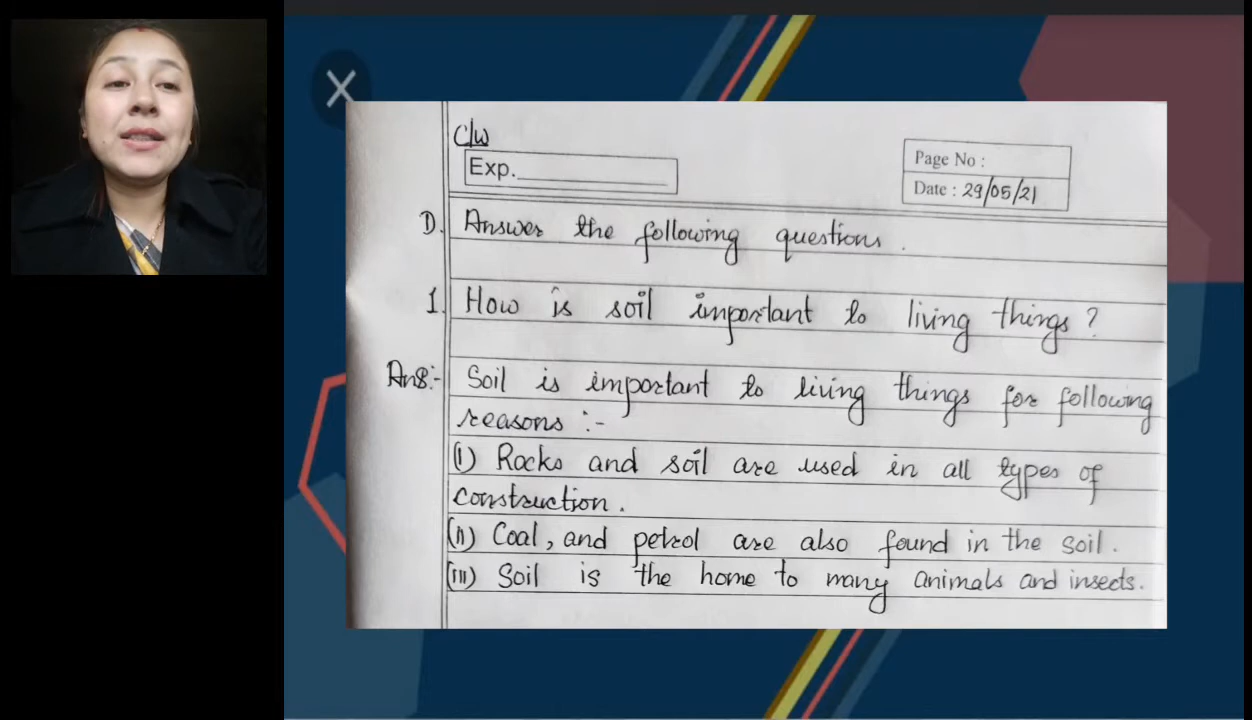 C/W
Exp.
Page No :
Date : 29/05/21
D. Answer the following questions.
1. How is soil important to living things?
Ans:- Soil is important to living things for following
reasons :-
(i) Rocks and soil are used in all types of
construction.
(ii) Coal, and petrol are also found in the soil.
(iii) Soil is the home to many animals and insects.